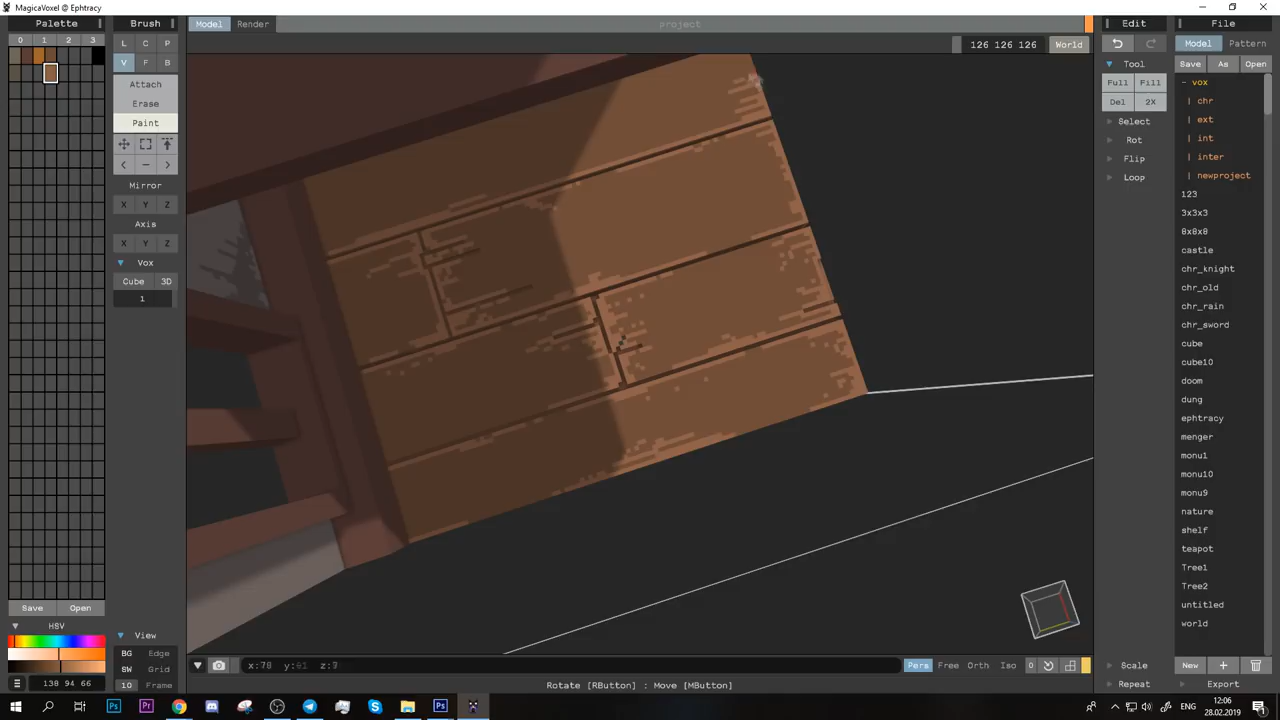 MagicaVoxel @ Ephtracy
Palette
0 1 2 3
Save Open
HSV
138 94 66
Brush
L C P
V F B
Attach
Erase
Paint
Mirror
X Y Z
Axis
X Y Z
Vox
Cube 3D
1
View
BG Edge
SW Grid
10 Frame
Model Render
project
126 126 126 World
Pers Free Orth Iso 0
Rotate [RButton] : Move [MButton]
Edit
Tool
Full Fill
Del 2X
Select
Rot
Flip
Loop
Scale
Repeat
File
Model Pattern
Save As Open
- vox
| chr
| ext
| int
| inter
| newproject
123
3x3x3
8x8x8
castle
chr_knight
chr_old
chr_rain
chr_sword
cube
cube10
doom
dung
ephtracy
menger
monu1
monu10
monu9
nature
shelf
teapot
Tree1
Tree2
untitled
world
New +
Export
Ps Pr Ps
ENG 12:06
28.02.2019